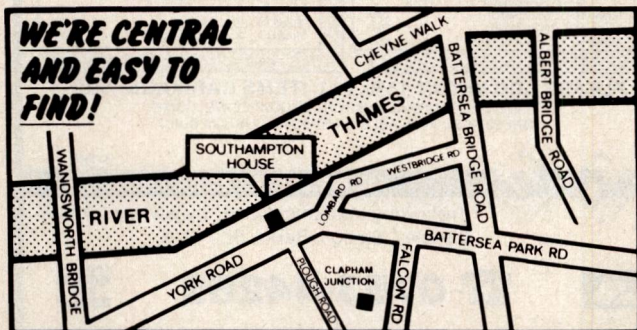 WE'RE CENTRAL
AND EASY TO
FIND!
CHEYNE WALK
BATTERSEA BRIDGE ROAD
ALBERT BRIDGE ROAD
THAMES
SOUTHAMPTON
HOUSE
WANDSWORTH BRIDGE
RIVER
LOMBARD RD
WESTBRIDGE RD
YORK ROAD
BATTERSEA PARK RD
PLOUGH ROAD
CLAPHAM
JUNCTION
FALCON RD